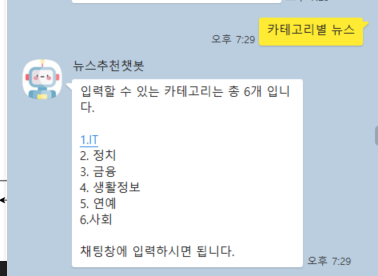 오후 7:29
카테고리별 뉴스
뉴스추천챗봇
입력할 수 있는 카테고리는 총 6개 입니
다.
1.IT
2. 정치
3. 금융
4. 생활정보
5. 연예
6.사회
채팅창에 입력하시면 됩니다.
오후 7:29